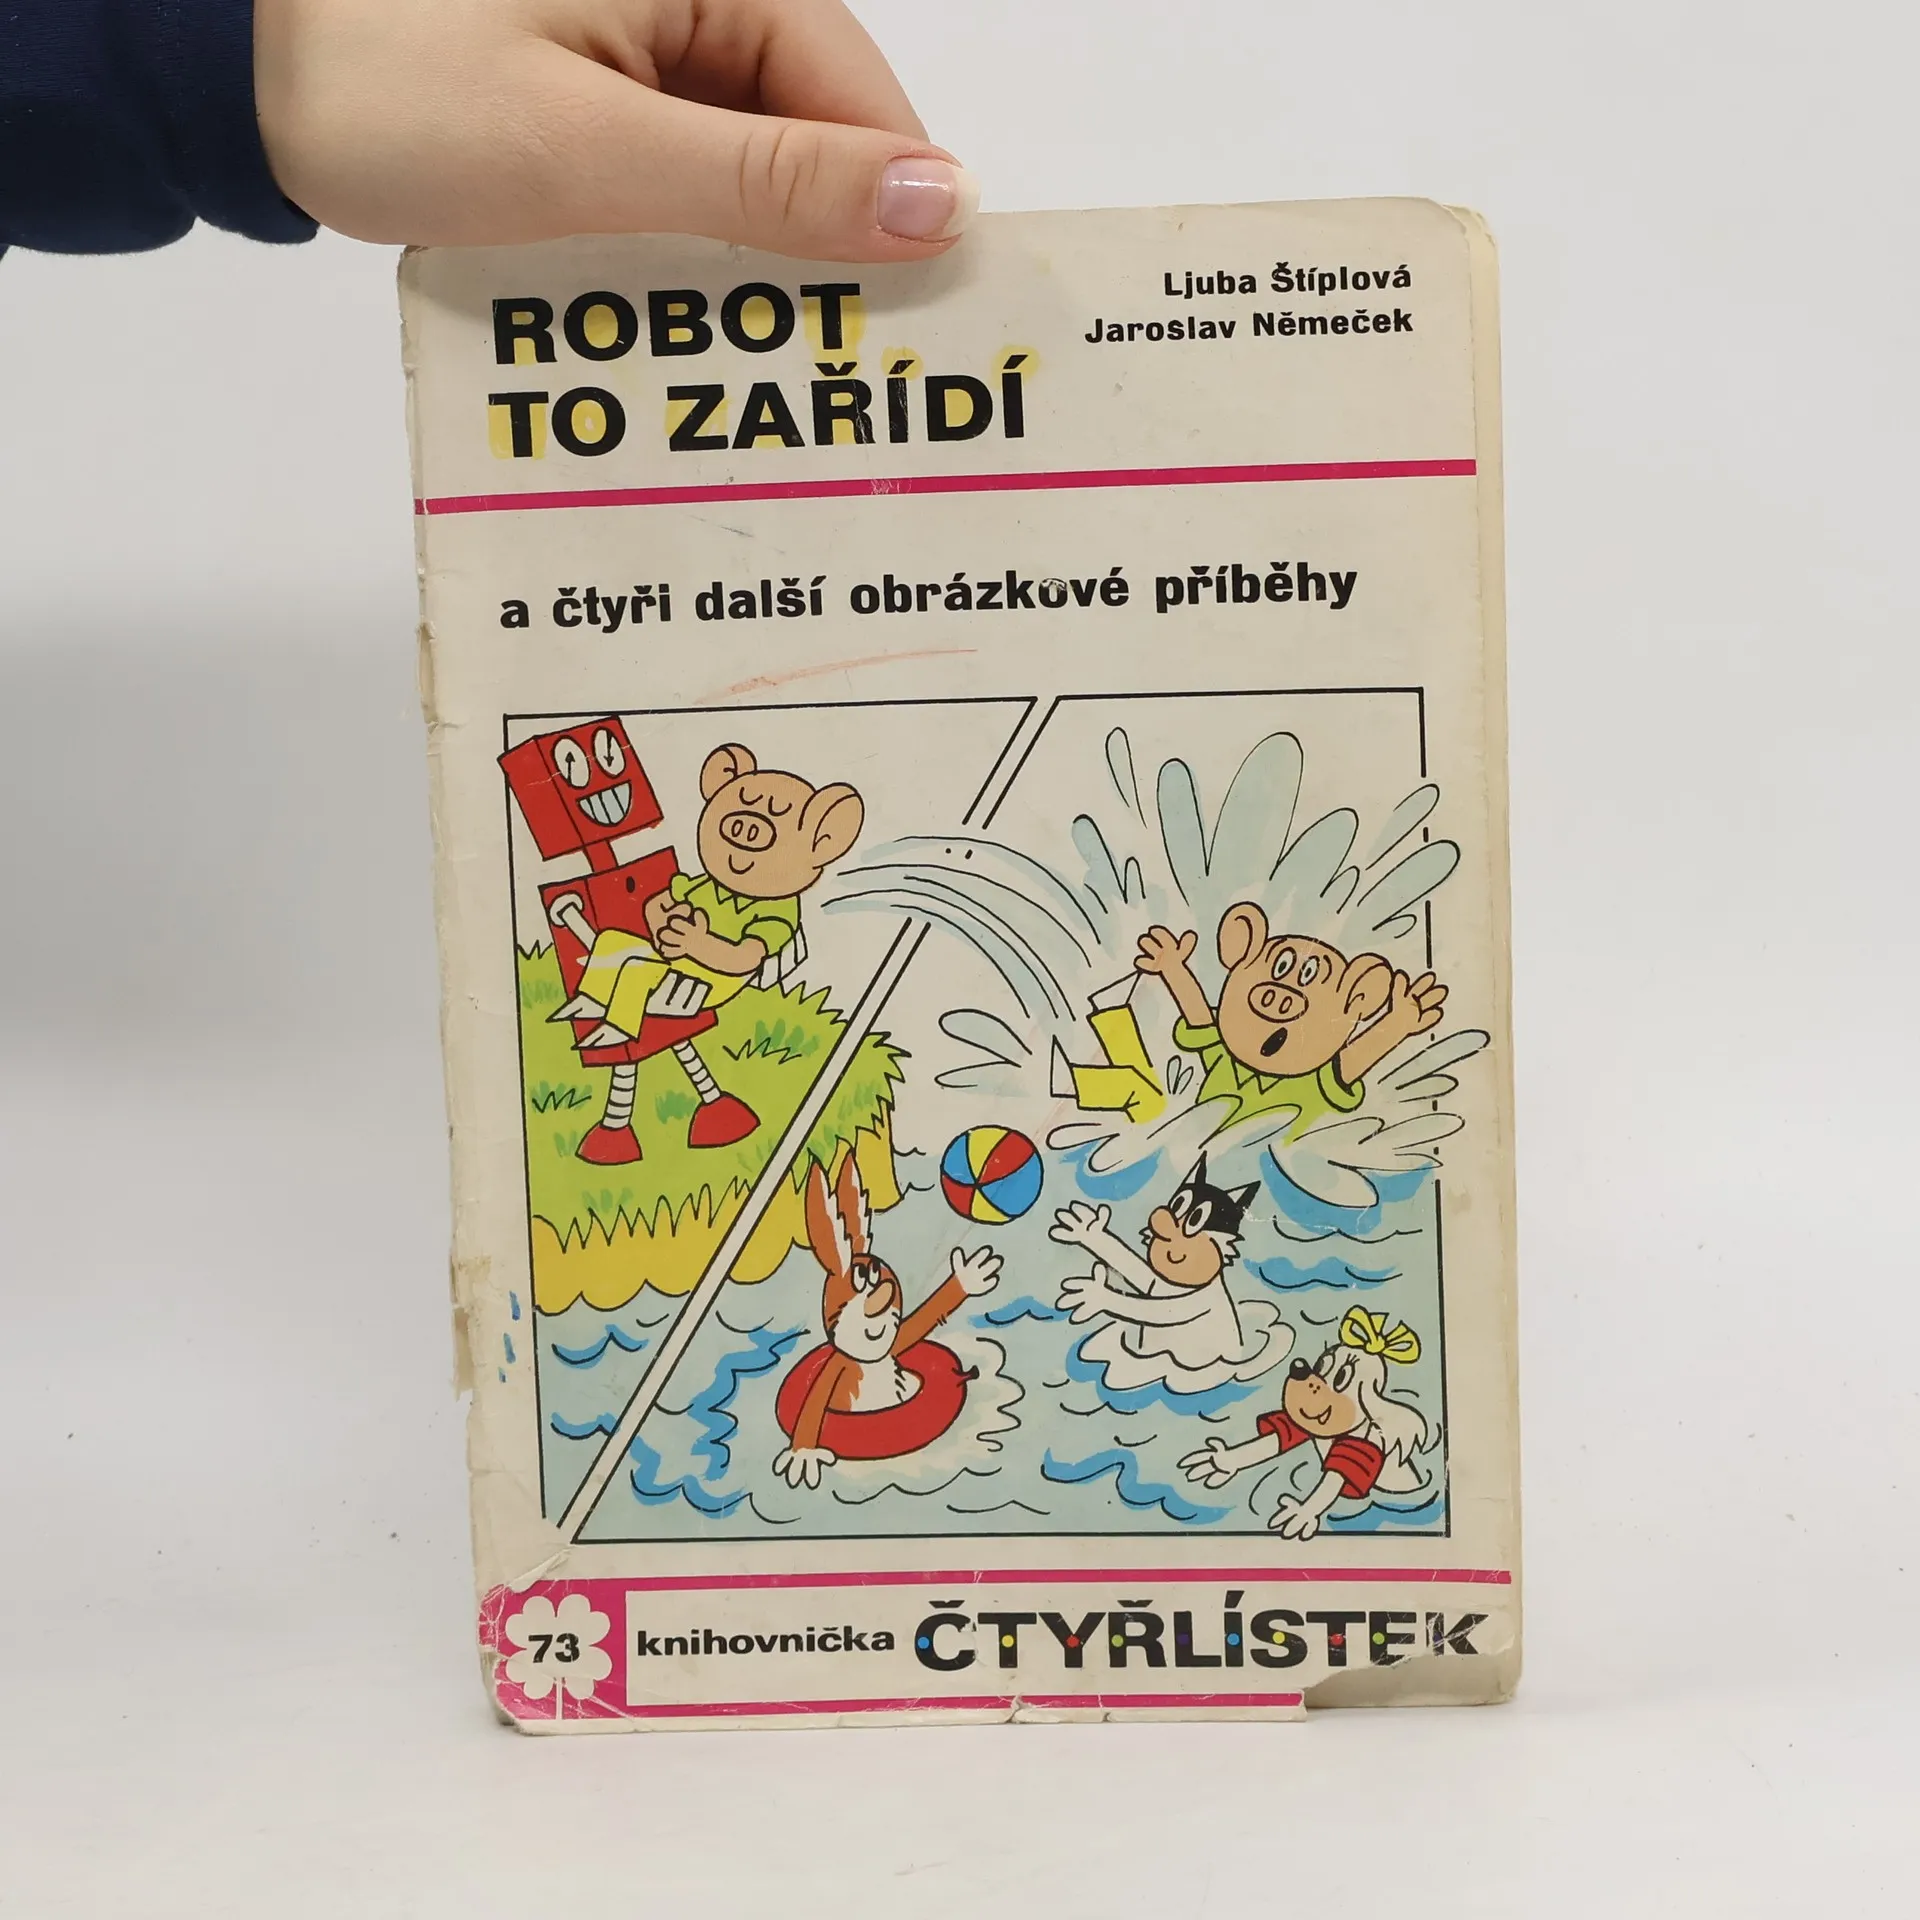 ROBOT
TO ZAŘÍDÍ
Ljuba Štíplová
Jaroslav Němeček
a čtyři další obrázkové příběhy
73 knihovnička ČTYŘLÍSTEK